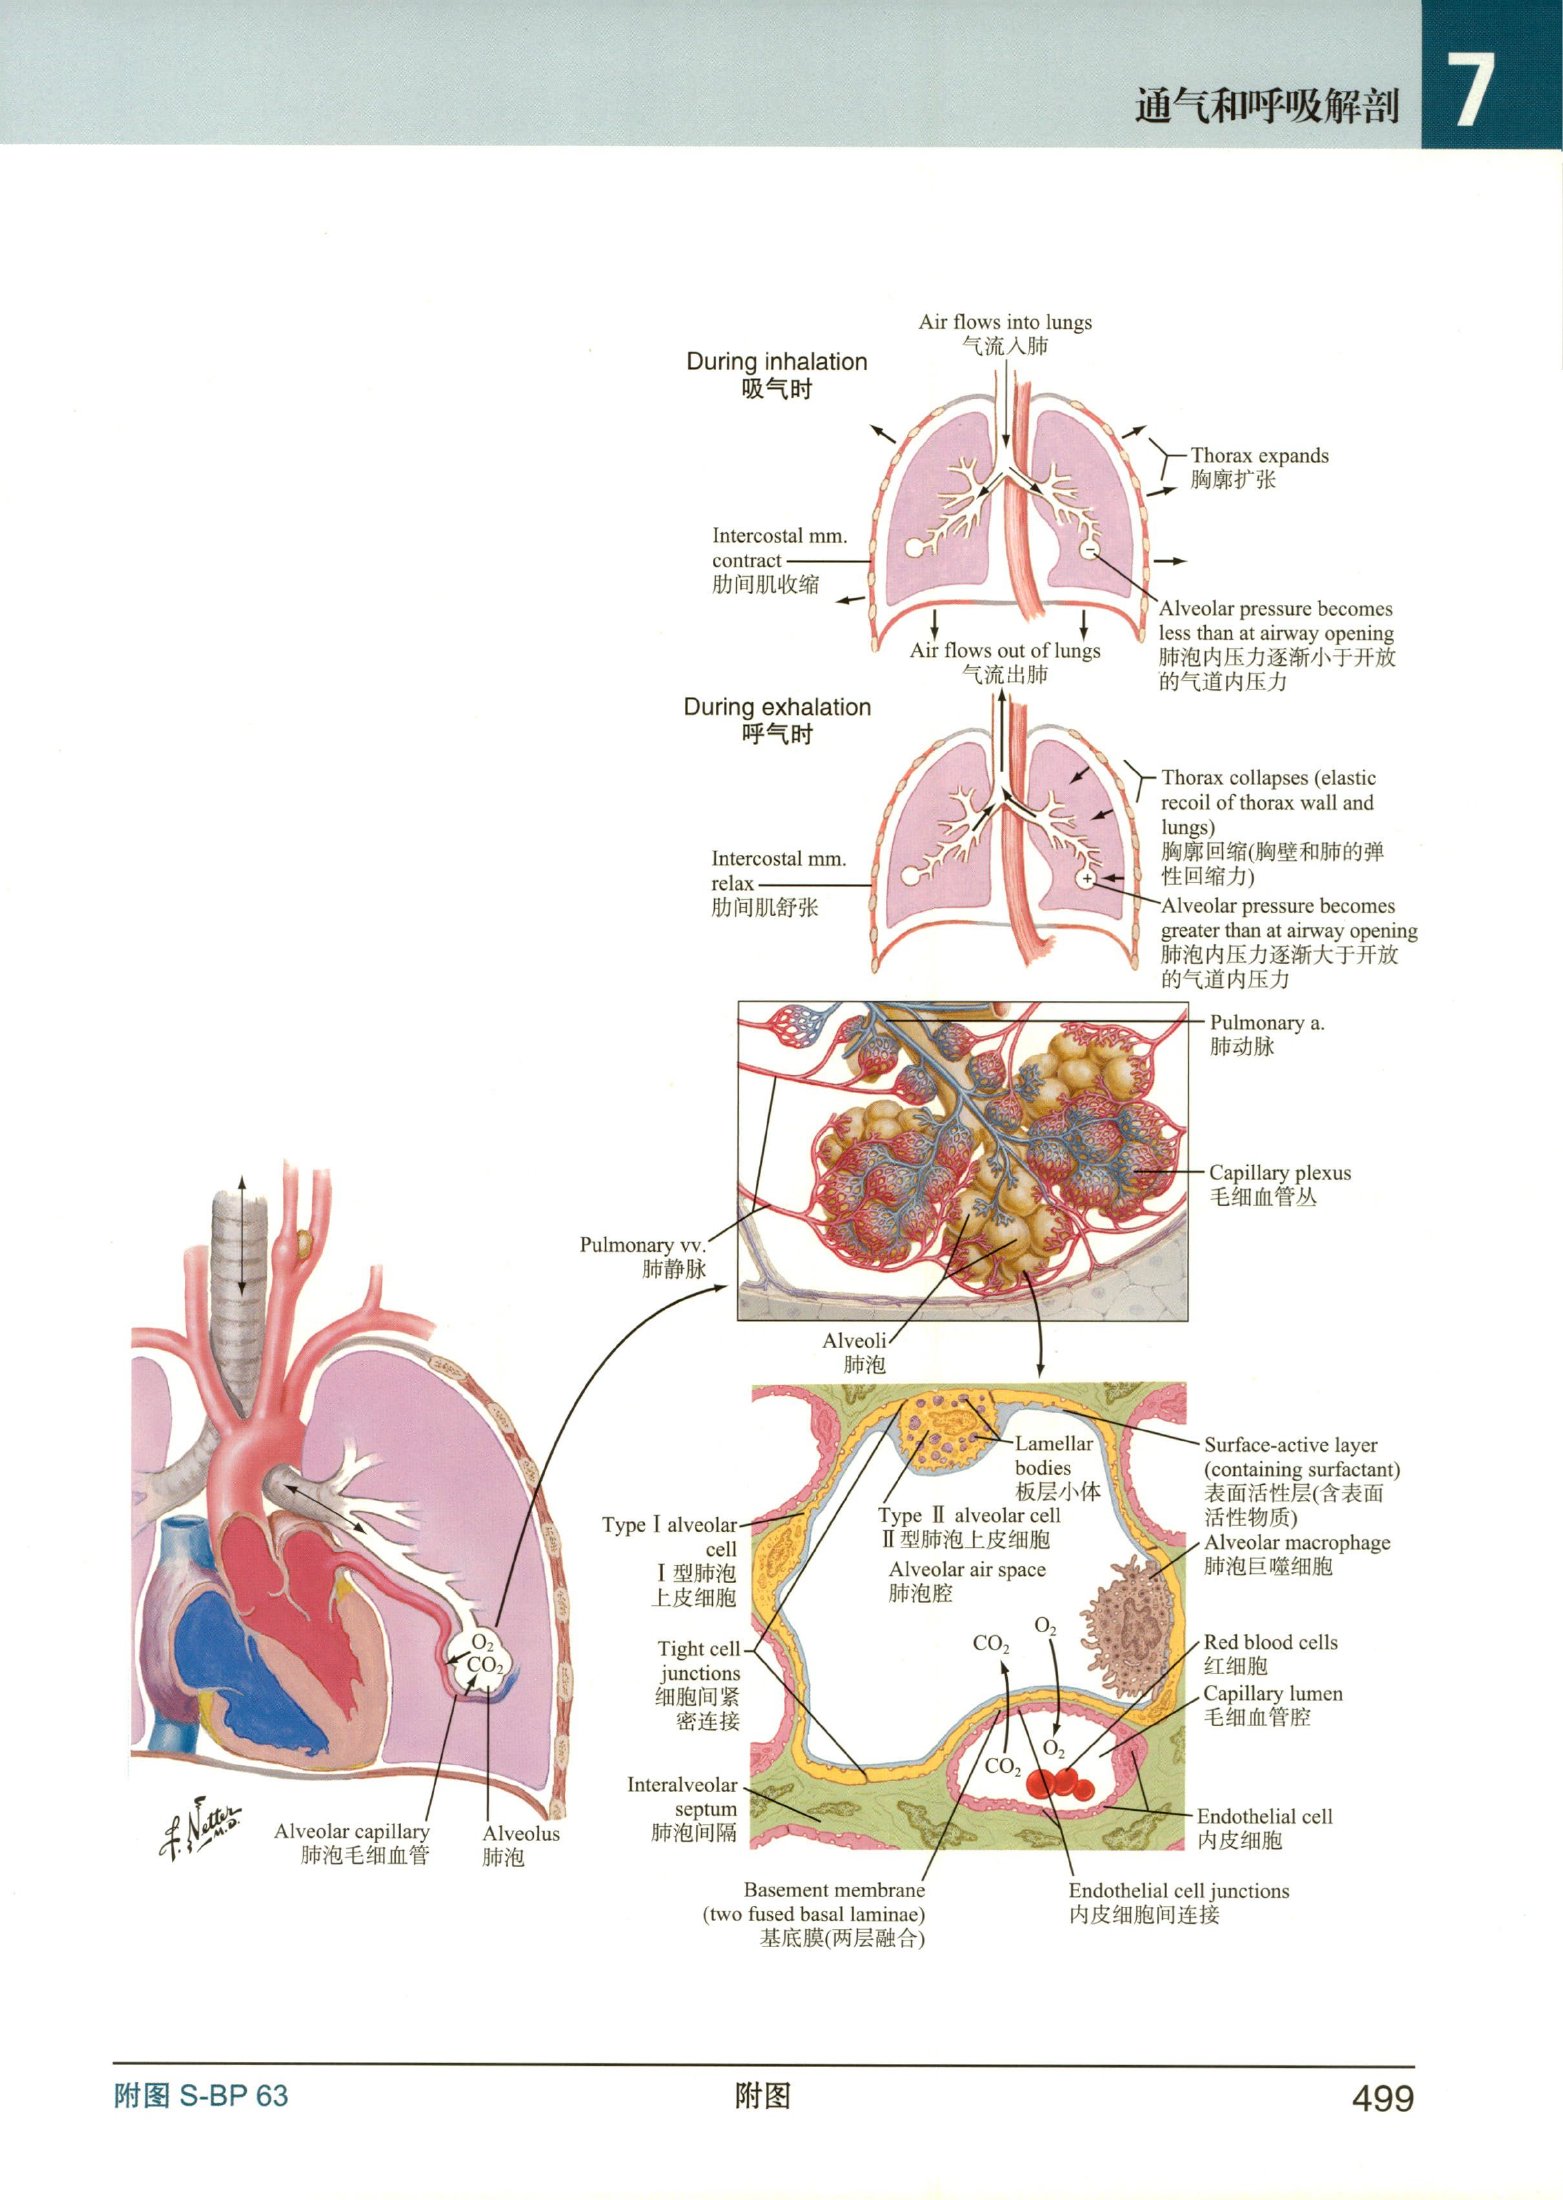 通气和呼吸解剖
7
Air flows into lungs
气流入肺
During inhalation
吸气时
Thorax expands
胸廓扩张
Intercostal mm.
contract
肋间肌收缩
Alveolar pressure becomes
less than at airway opening
肺泡内压力逐渐小于开放
的气道内压力
Air flows out of lungs
气流出肺
During exhalation
呼气时
Thorax collapses (elastic
recoil of thorax wall and
lungs)
胸廓回缩(胸壁和肺的弹
性回缩力)
Intercostal mm.
relax
肋间肌舒张
Alveolar pressure becomes
greater than at airway opening
肺泡内压力逐渐大于开放
的气道内压力
Pulmonary a.
肺动脉
Capillary plexus
毛细血管丛
Pulmonary vv.
肺静脉
Alveoli
肺泡
Lamellar
bodies
板层小体
Surface-active layer
(containing surfactant)
表面活性层(含表面
活性物质)
Type Ⅱ alveolar cell
Ⅱ型肺泡上皮细胞
Type Ⅰ alveolar
cell
Ⅰ型肺泡
上皮细胞
Alveolar macrophage
肺泡巨噬细胞
Alveolar air space
肺泡腔
Tight cell
junctions
细胞间紧
密连接
CO2
O2
Red blood cells
红细胞
Capillary lumen
毛细血管腔
O2
CO2
O2
CO2
Interalveolar
septum
肺泡间隔
Endothelial cell
内皮细胞
F. Netter
M.D.
Alveolar capillary
肺泡毛细血管
Alveolus
肺泡
Basement membrane
(two fused basal laminae)
基底膜(两层融合)
Endothelial cell junctions
内皮细胞间连接
附图 S-BP 63
附图
499